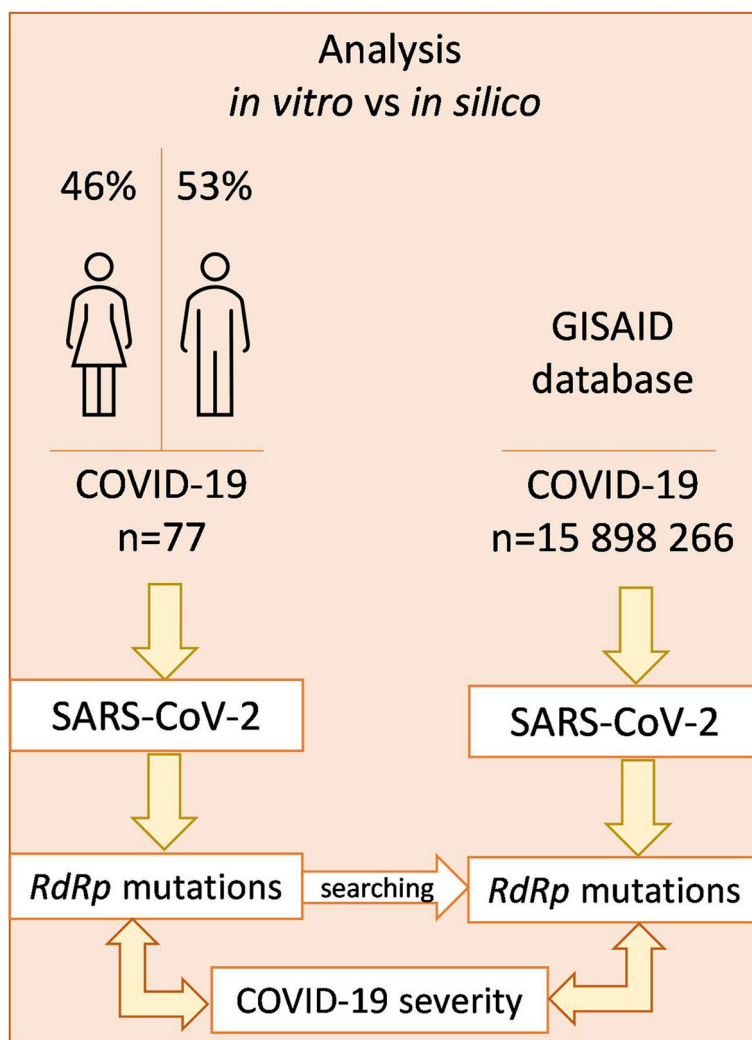 Analysis
in vitro vs in silico
46%
53%
COVID-19
n=77
GISAID
database
COVID-19
n=15 898 266
SARS-CoV-2
SARS-CoV-2
RdRp mutations
searching
RdRp mutations
COVID-19 severity